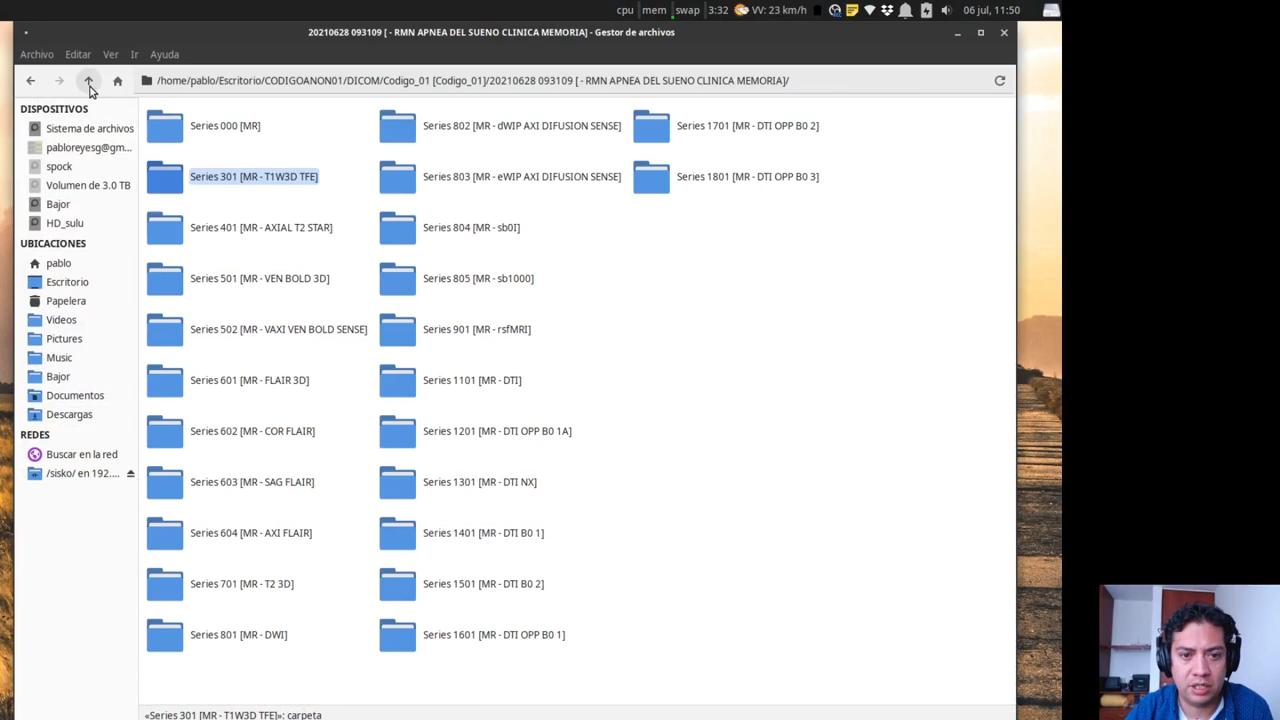 cpu mem swap 3:32 VV: 23 km/h 06 jul, 11:50
20210628 093109 [ - RMN APNEA DEL SUENO CLINICA MEMORIA] - Gestor de archivos
Archivo Editar Ver Ir Ayuda
/home/pablo/Escritorio/CODIGOANON01/DICOM/Codigo_01 [Codigo_01]/20210628 093109 [ - RMN APNEA DEL SUENO CLINICA MEMORIA]/
DISPOSITIVOS
Sistema de archivos
pabloreyesg@gm...
spock
Volumen de 3.0 TB
Bajor
HD_sulu
UBICACIONES
pablo
Escritorio
Papelera
Videos
Pictures
Music
Bajor
Documentos
Descargas
REDES
Buscar en la red
/sisko/ en 192....
Series 000 [MR]
Series 301 [MR - T1W3D TFE]
Series 401 [MR - AXIAL T2 STAR]
Series 501 [MR - VEN BOLD 3D]
Series 502 [MR - VAXI VEN BOLD SENSE]
Series 601 [MR - FLAIR 3D]
Series 602 [MR - COR FLAIR]
Series 603 [MR - SAG FLAIR]
Series 604 [MR - AXI FLAIR]
Series 701 [MR - T2 3D]
Series 801 [MR - DWI]
Series 802 [MR - dWIP AXI DIFUSION SENSE]
Series 803 [MR - eWIP AXI DIFUSION SENSE]
Series 804 [MR - sb0I]
Series 805 [MR - sb1000]
Series 901 [MR - rsfMRI]
Series 1101 [MR - DTI]
Series 1201 [MR - DTI OPP B0 1A]
Series 1301 [MR - DTI NX]
Series 1401 [MR - DTI B0 1]
Series 1501 [MR - DTI B0 2]
Series 1601 [MR - DTI OPP B0 1]
Series 1701 [MR - DTI OPP B0 2]
Series 1801 [MR - DTI OPP B0 3]
«Series 301 [MR - T1W3D TFE]»: carpeta